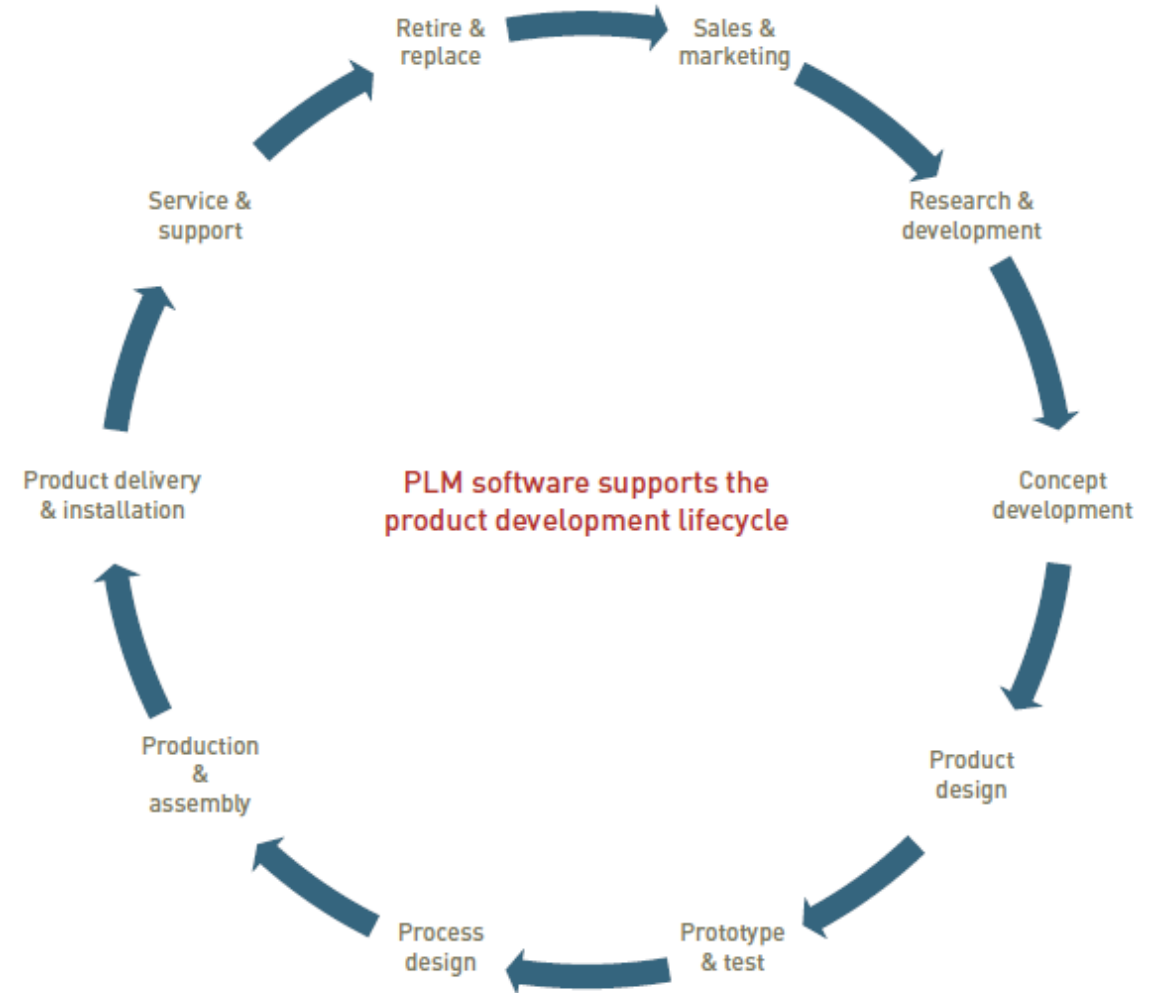 Retire &
replace
Sales &
marketing
Research &
development
Concept
development
Product
design
Prototype
& test
Process
design
Production
&
assembly
Product delivery
& installation
Service &
support
PLM software supports the
product development lifecycle